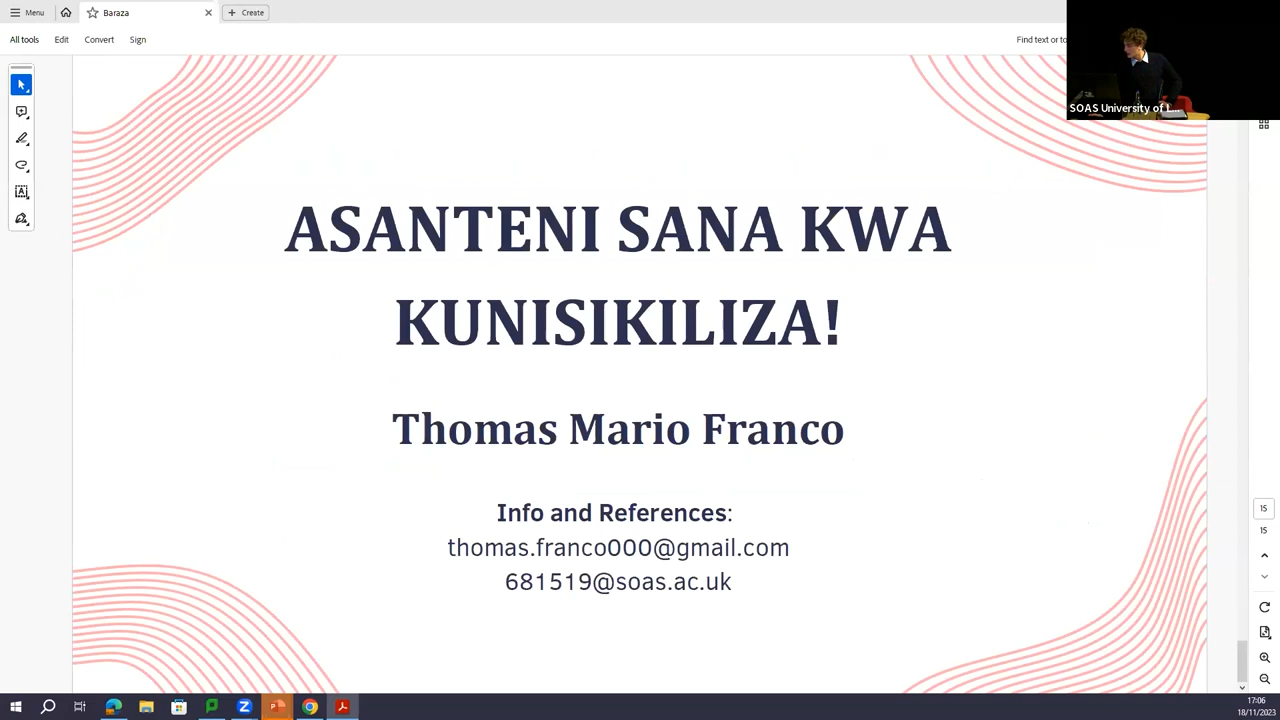 Menu
Baraza
Create
All tools
Edit
Convert
Sign
Find text or to
SOAS University of L...
ASANTENI SANA KWA
KUNISIKILIZA!
Thomas Mario Franco
Info and References:
thomas.franco000@gmail.com
681519@soas.ac.uk
15
15
17:06
18/11/2023